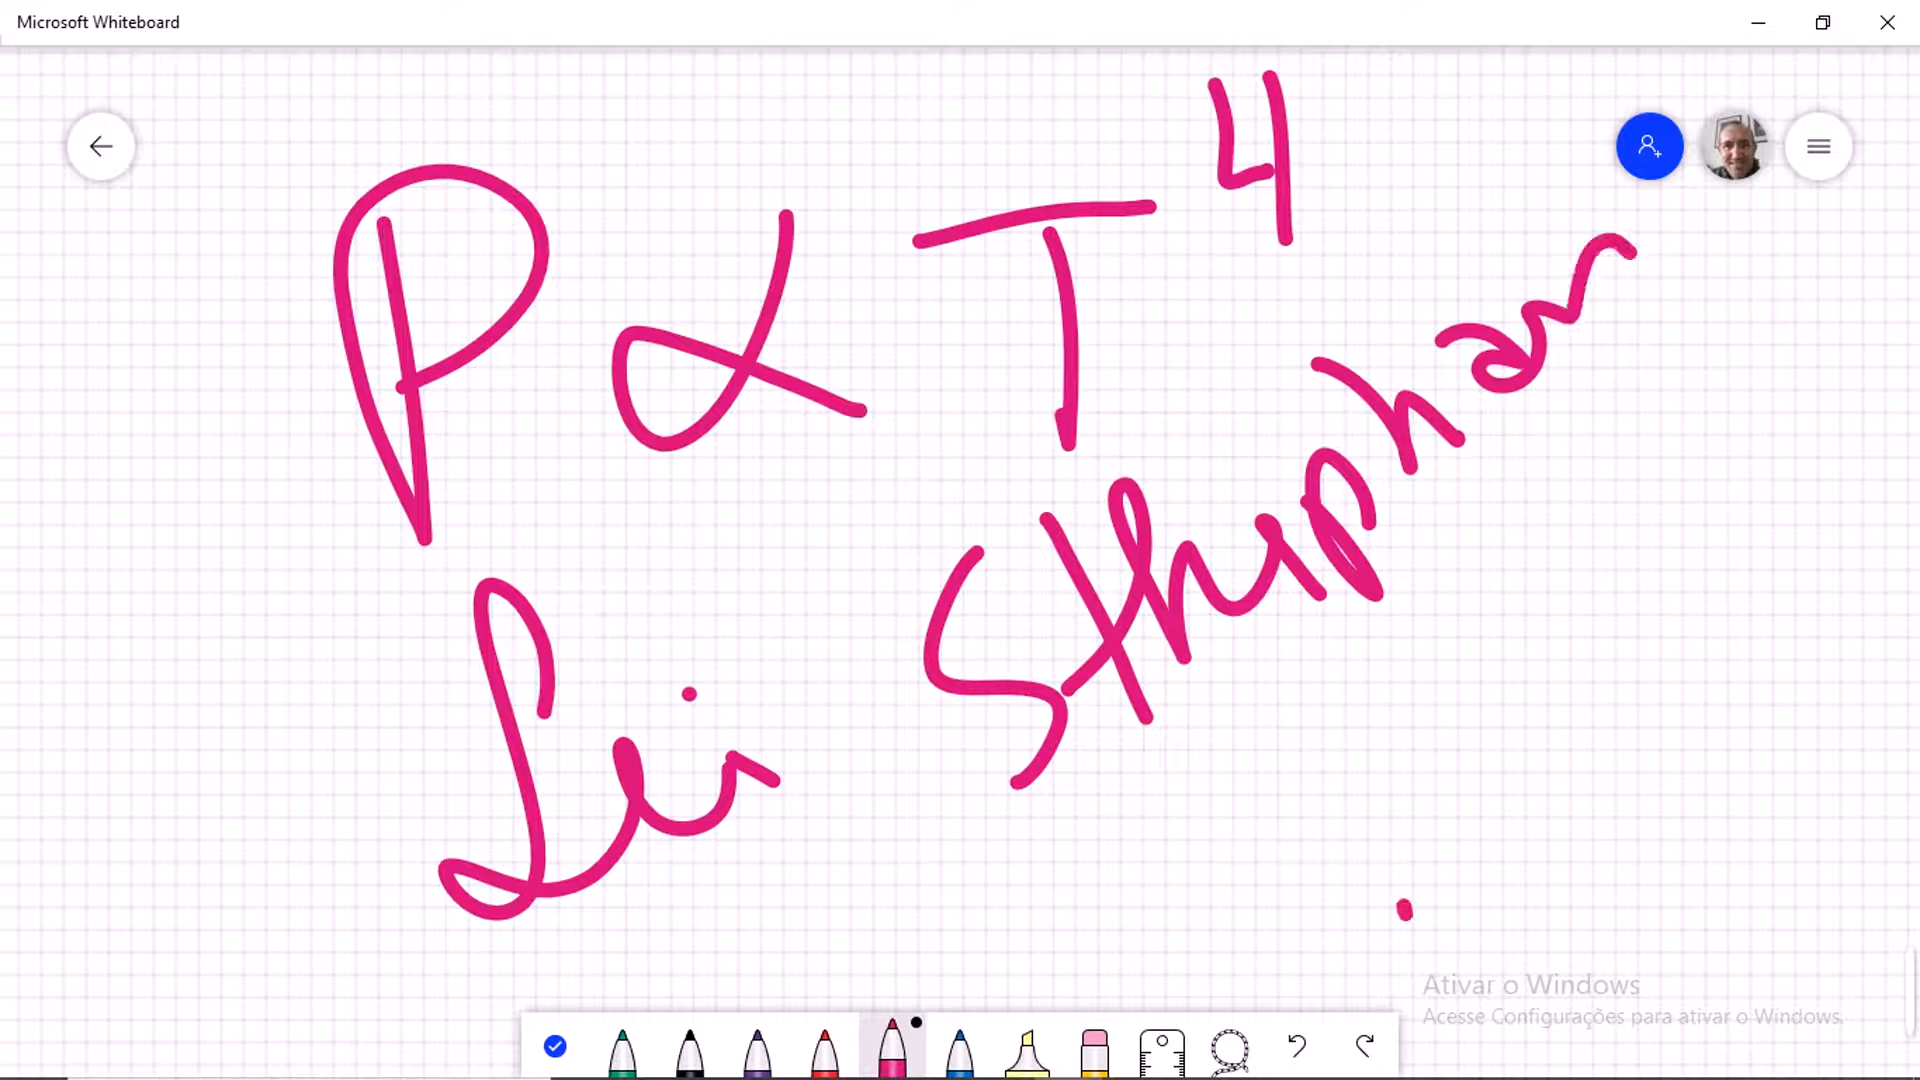 Microsoft Whiteboard
P α T⁴
Lei Stephan
Ativar o Windows
Acesse Configurações para ativar o Windows.